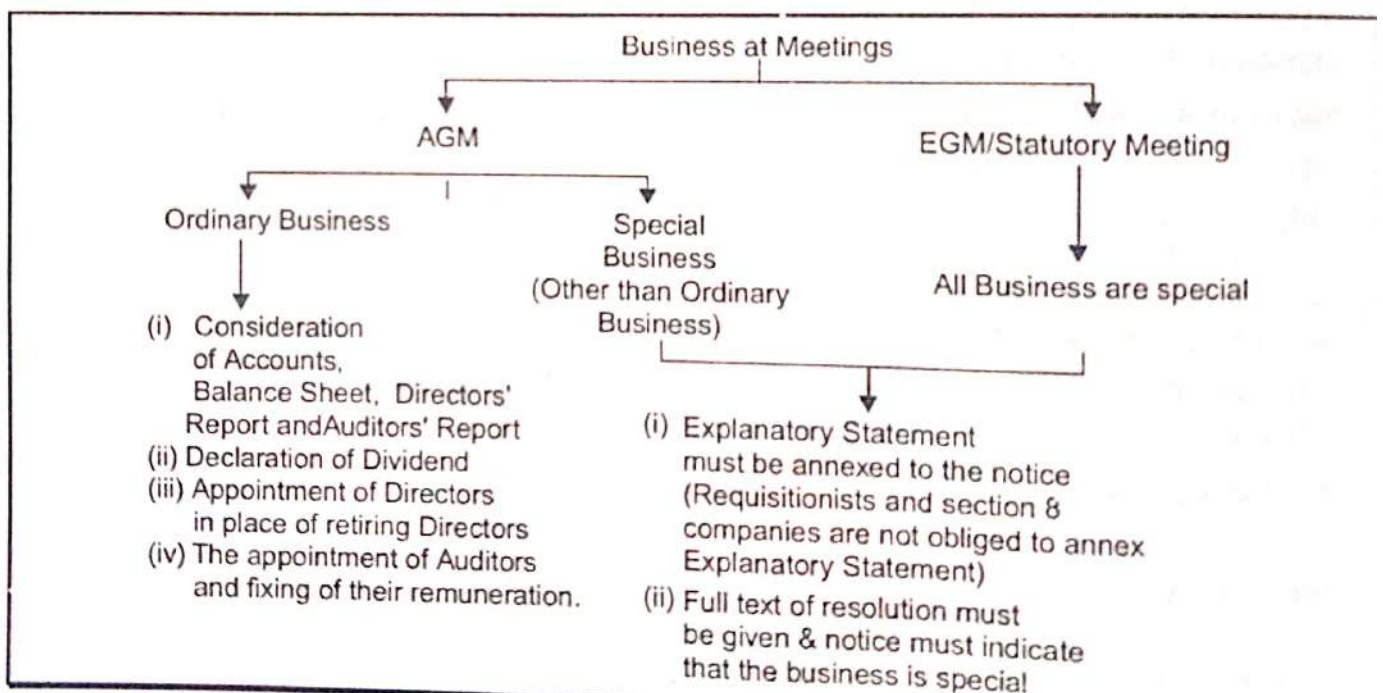 Business at Meetings
AGM
EGM/Statutory Meeting
Ordinary Business
Special
Business
(Other than Ordinary
Business)
All Business are special
(i) Consideration
of Accounts,
Balance Sheet, Directors'
Report andAuditors' Report
(ii) Declaration of Dividend
(iii) Appointment of Directors
in place of retiring Directors
(iv) The appointment of Auditors
and fixing of their remuneration.
(i) Explanatory Statement
must be annexed to the notice
(Requisitionists and section 8
companies are not obliged to annex
Explanatory Statement)
(ii) Full text of resolution must
be given & notice must indicate
that the business is special